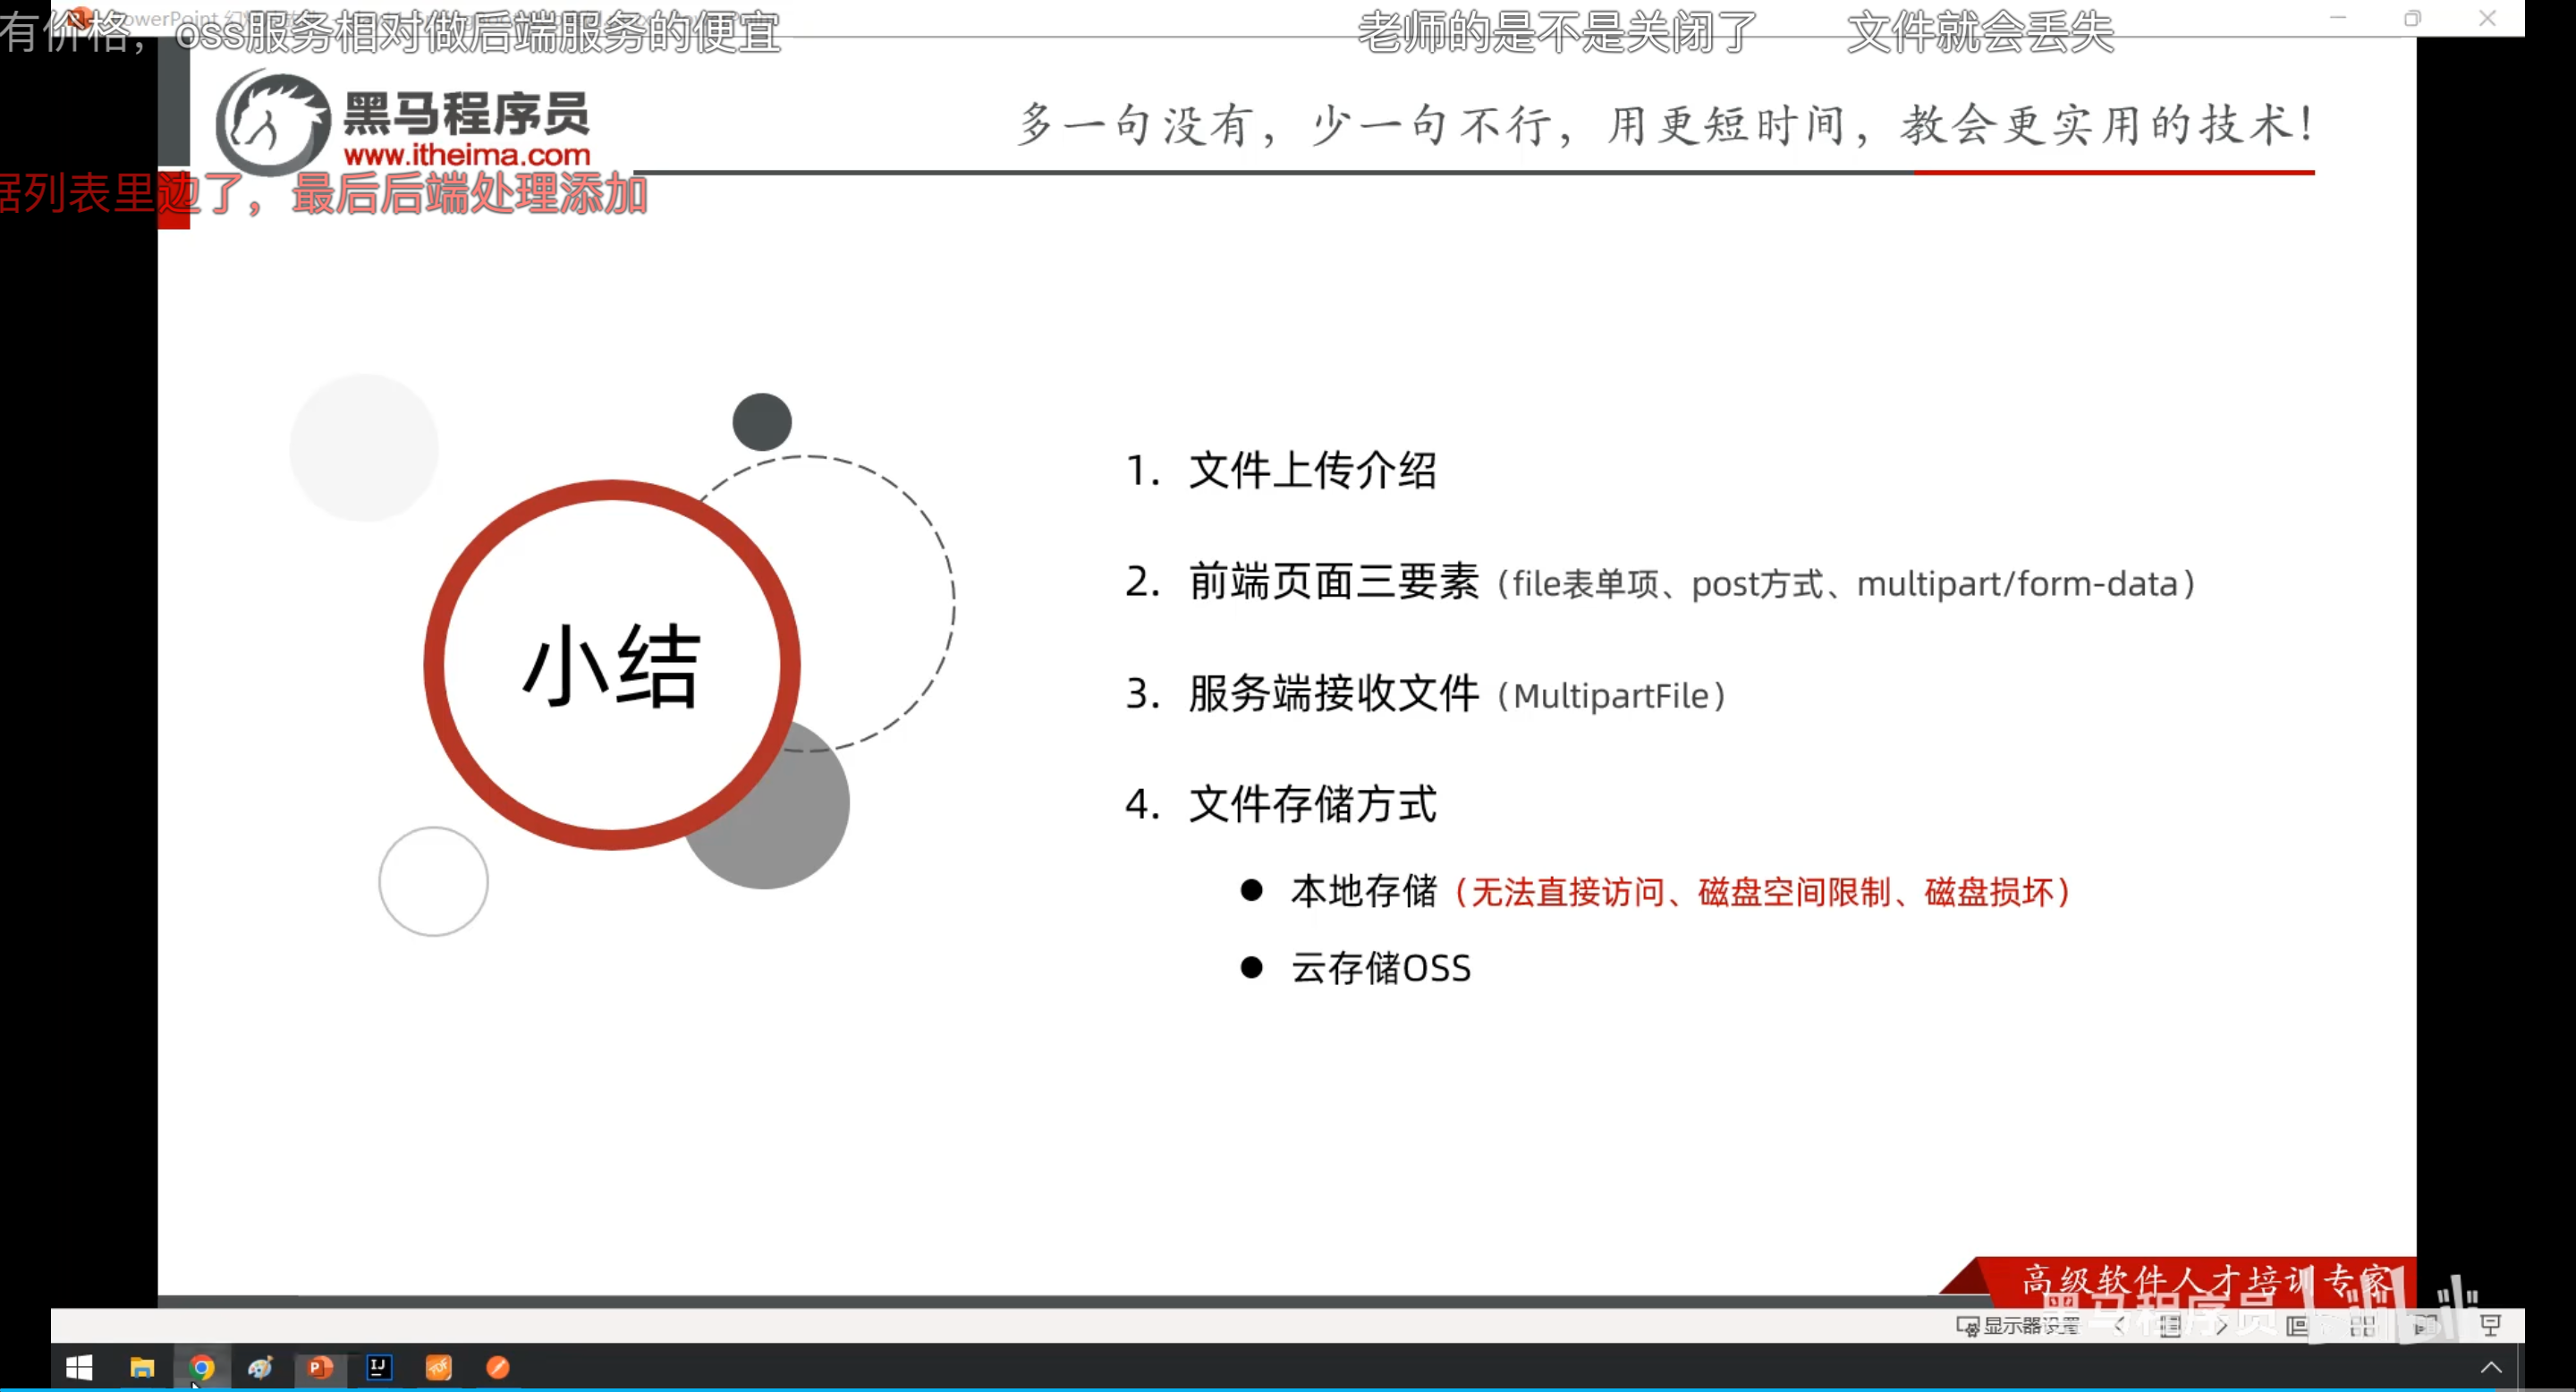 有价格，oss服务相对做后端服务的便宜
老师的是不是关闭了
文件就会丢失
黑马程序员
www.itheima.com
多一句没有，少一句不行，用更短时间，教会更实用的技术！
据列表里边了，最后后端处理添加
小结
1. 文件上传介绍
2. 前端页面三要素（file表单项、post方式、multipart/form-data）
3. 服务端接收文件（MultipartFile）
4. 文件存储方式
● 本地存储（无法直接访问、磁盘空间限制、磁盘损坏）
● 云存储OSS
高级软件人才培训专家
黑马程序员
显示器设置